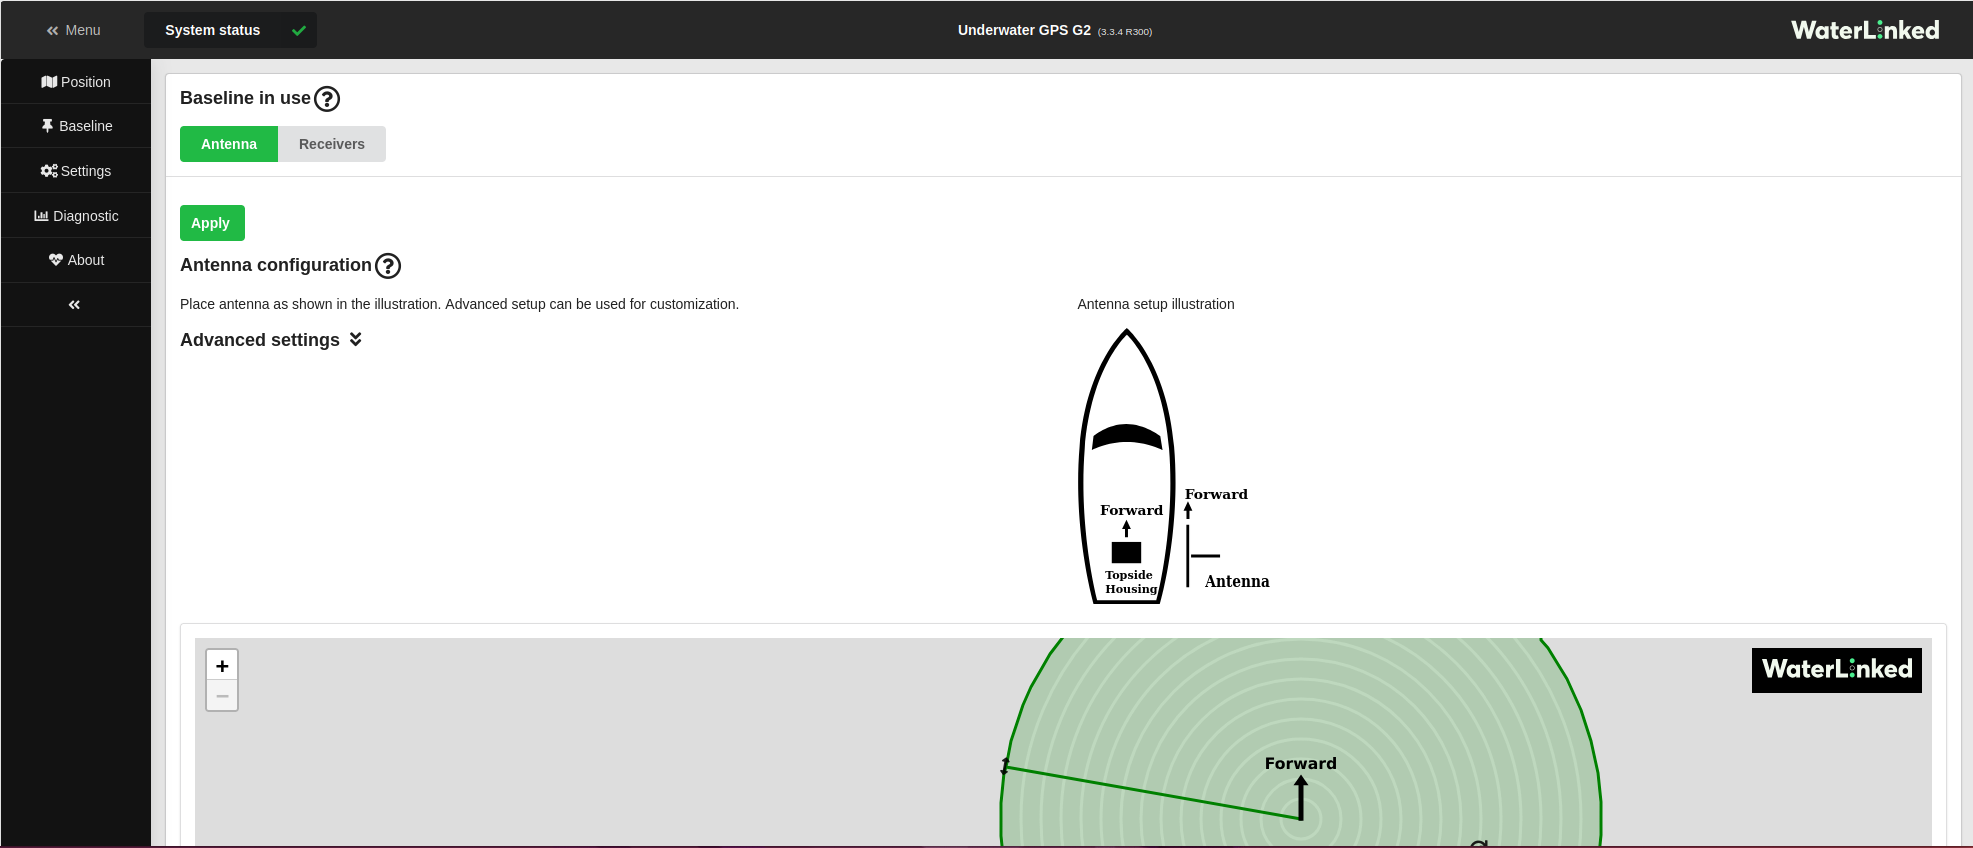 Menu
System status
Underwater GPS G2 (3.3.4 R300)
WaterLinked
Position
Baseline
Settings
Diagnostic
About
Baseline in use ?
Antenna
Receivers
Apply
Antenna configuration ?
Place antenna as shown in the illustration. Advanced setup can be used for customization.
Advanced settings
Antenna setup illustration
Forward
Forward
Topside
Housing
Antenna
+
−
WaterLinked
Forward